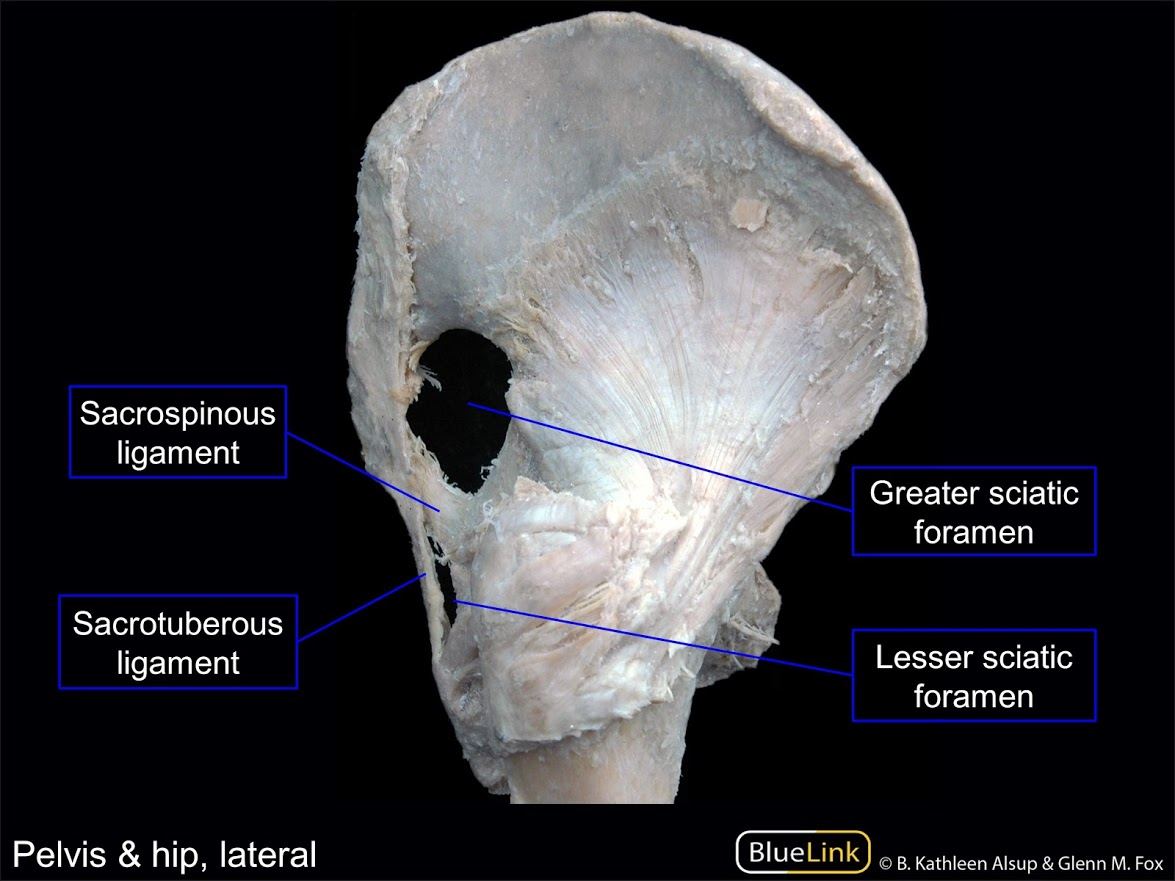 Sacrospinous
ligament
Greater sciatic
foramen
Sacrotuberous
ligament
Lesser sciatic
foramen
Pelvis & hip, lateral
BlueLink
© B. Kathleen Alsup & Glenn M. Fox